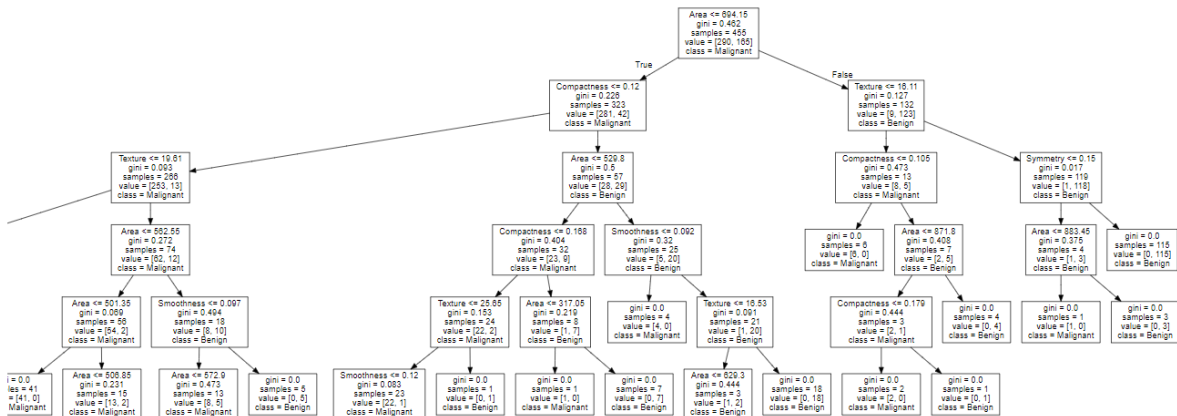 Area <= 694.15
gini = 0.462
samples = 455
value = [290, 165]
class = Malignant
True
False
Compactness <= 0.12
gini = 0.226
samples = 323
value = [281, 42]
class = Malignant
Texture <= 16.11
gini = 0.127
samples = 132
value = [9, 123]
class = Benign
Texture <= 19.61
gini = 0.093
samples = 266
value = [253, 13]
class = Malignant
Area <= 529.8
gini = 0.5
samples = 57
value = [28, 29]
class = Benign
Compactness <= 0.105
gini = 0.473
samples = 13
value = [8, 5]
class = Malignant
Symmetry <= 0.15
gini = 0.017
samples = 119
value = [1, 118]
class = Benign
Area <= 562.55
gini = 0.272
samples = 74
value = [62, 12]
class = Malignant
Compactness <= 0.168
gini = 0.404
samples = 32
value = [23, 9]
class = Malignant
Smoothness <= 0.092
gini = 0.32
samples = 25
value = [5, 20]
class = Benign
gini = 0.0
samples = 6
value = [6, 0]
class = Malignant
Area <= 871.8
gini = 0.408
samples = 7
value = [2, 5]
class = Benign
Area <= 883.45
gini = 0.375
samples = 4
value = [1, 3]
class = Benign
gini = 0.0
samples = 115
value = [0, 115]
class = Benign
Area <= 501.35
gini = 0.069
samples = 56
value = [54, 2]
class = Malignant
Smoothness <= 0.097
gini = 0.494
samples = 18
value = [8, 10]
class = Benign
Texture <= 25.65
gini = 0.153
samples = 24
value = [22, 2]
class = Malignant
Area <= 317.05
gini = 0.219
samples = 8
value = [1, 7]
class = Benign
gini = 0.0
samples = 4
value = [4, 0]
class = Malignant
Texture <= 16.53
gini = 0.091
samples = 21
value = [1, 20]
class = Benign
Compactness <= 0.179
gini = 0.444
samples = 3
value = [2, 1]
class = Malignant
gini = 0.0
samples = 4
value = [0, 4]
class = Benign
gini = 0.0
samples = 1
value = [1, 0]
class = Malignant
gini = 0.0
samples = 3
value = [0, 3]
class = Benign
= 0.0
= 41
= [41, 0]
Malignant
Area <= 506.85
gini = 0.231
samples = 15
value = [13, 2]
class = Malignant
Area <= 572.9
gini = 0.473
samples = 13
value = [8, 5]
class = Malignant
gini = 0.0
samples = 5
value = [0, 5]
class = Benign
Smoothness <= 0.12
gini = 0.083
samples = 23
value = [22, 1]
class = Malignant
gini = 0.0
samples = 1
value = [0, 1]
class = Benign
gini = 0.0
samples = 1
value = [1, 0]
class = Malignant
gini = 0.0
samples = 7
value = [0, 7]
class = Benign
Area <= 629.3
gini = 0.444
samples = 3
value = [1, 2]
class = Benign
gini = 0.0
samples = 18
value = [0, 18]
class = Benign
gini = 0.0
samples = 2
value = [2, 0]
class = Malignant
gini = 0.0
samples = 1
value = [0, 1]
class = Benign